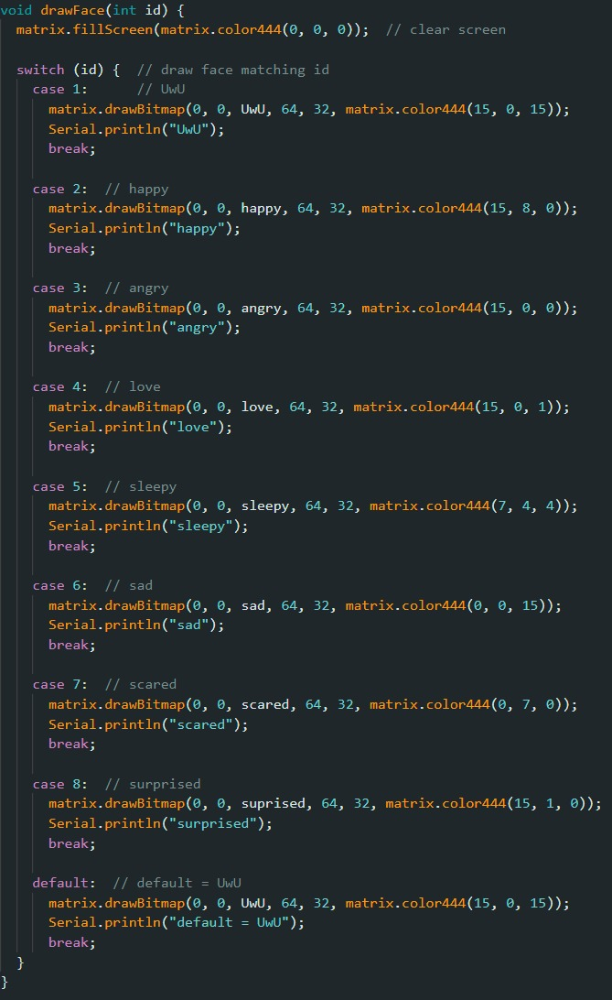 void drawFace(int id) {
  matrix.fillScreen(matrix.color444(0, 0, 0));  // clear screen

  switch (id) {  // draw face matching id
    case 1:      // UwU
      matrix.drawBitmap(0, 0, UwU, 64, 32, matrix.color444(15, 0, 15));
      Serial.println("UwU");
      break;

    case 2:  // happy
      matrix.drawBitmap(0, 0, happy, 64, 32, matrix.color444(15, 8, 0));
      Serial.println("happy");
      break;

    case 3:  // angry
      matrix.drawBitmap(0, 0, angry, 64, 32, matrix.color444(15, 0, 0));
      Serial.println("angry");
      break;

    case 4:  // love
      matrix.drawBitmap(0, 0, love, 64, 32, matrix.color444(15, 0, 1));
      Serial.println("love");
      break;

    case 5:  // sleepy
      matrix.drawBitmap(0, 0, sleepy, 64, 32, matrix.color444(7, 4, 4));
      Serial.println("sleepy");
      break;

    case 6:  // sad
      matrix.drawBitmap(0, 0, sad, 64, 32, matrix.color444(0, 0, 15));
      Serial.println("sad");
      break;

    case 7:  // scared
      matrix.drawBitmap(0, 0, scared, 64, 32, matrix.color444(0, 7, 0));
      Serial.println("scared");
      break;

    case 8:  // surprised
      matrix.drawBitmap(0, 0, suprised, 64, 32, matrix.color444(15, 1, 0));
      Serial.println("surprised");
      break;

    default:  // default = UwU
      matrix.drawBitmap(0, 0, UwU, 64, 32, matrix.color444(15, 0, 15));
      Serial.println("default = UwU");
      break;
  }
}